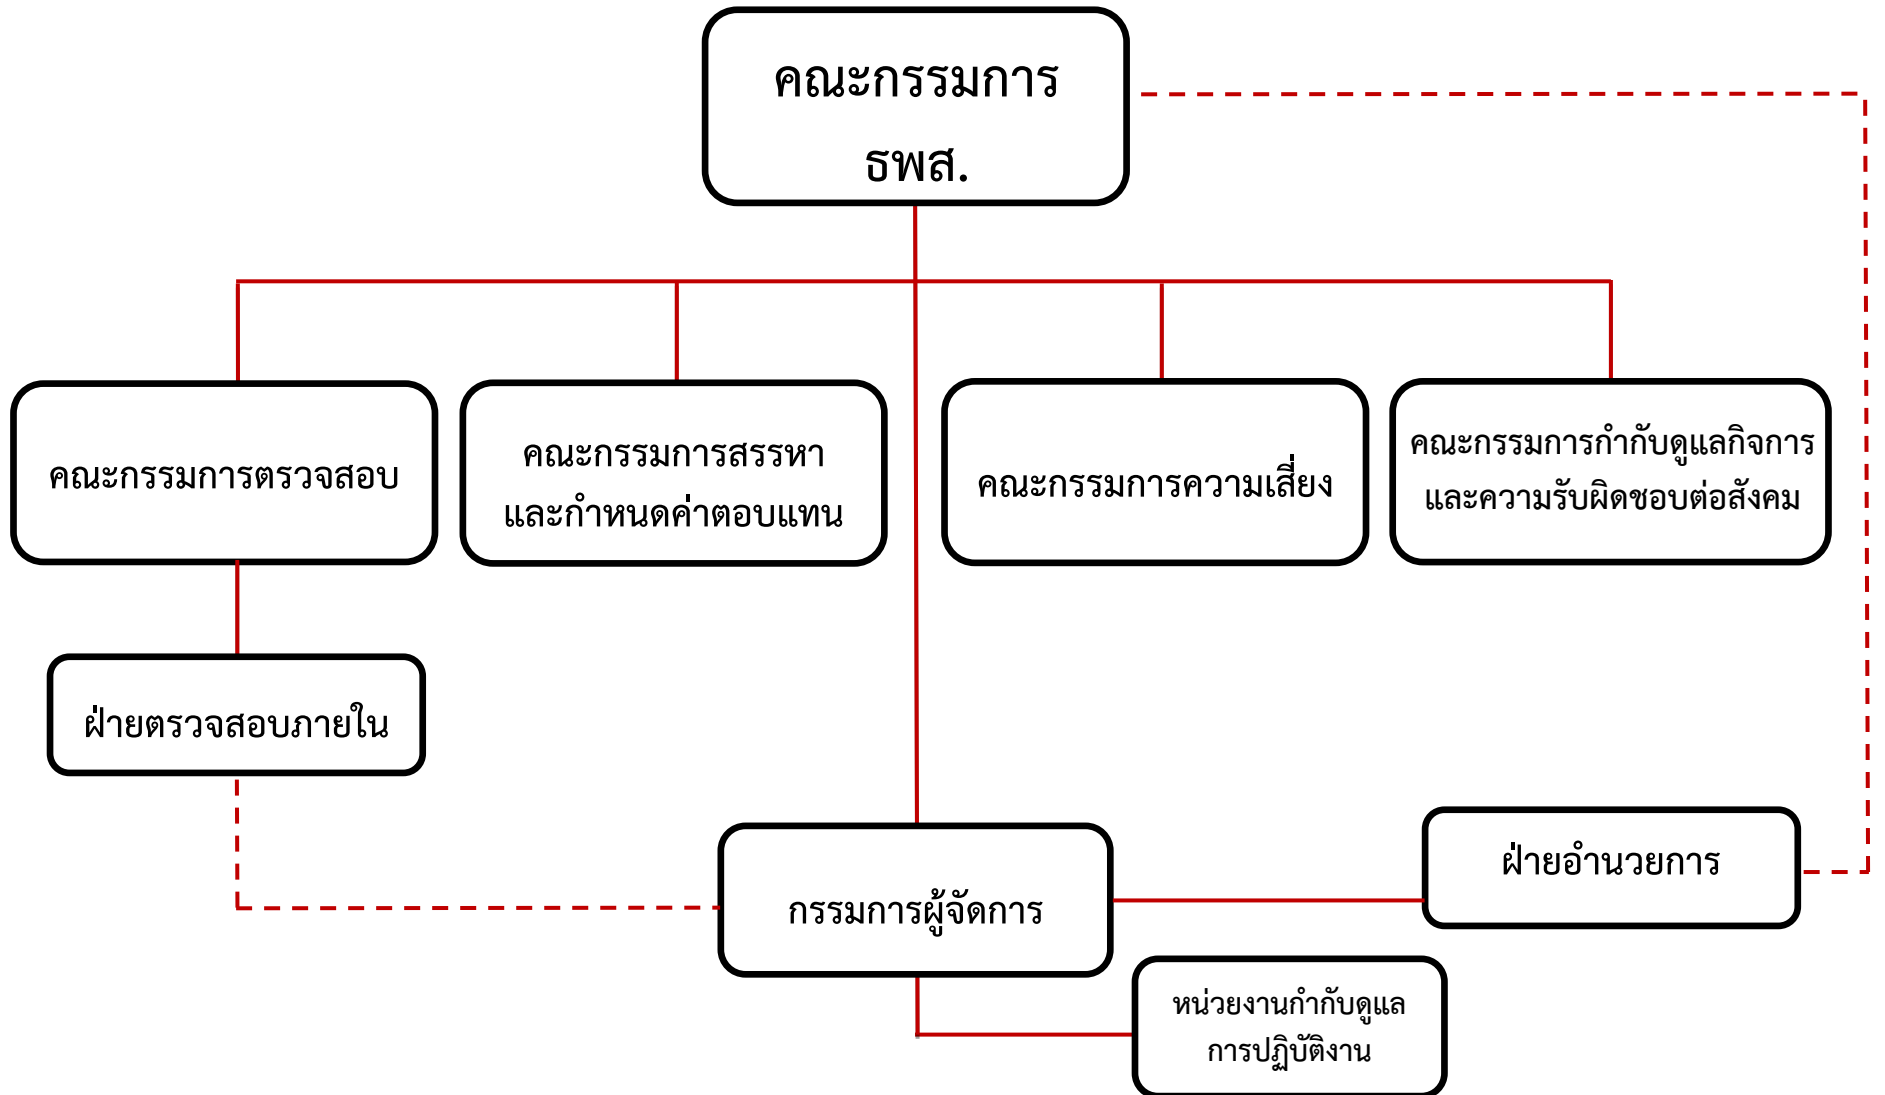 คณะกรรมการ
ธพส.
คณะกรรมการตรวจสอบ
คณะกรรมการสรรหา
และกำหนดค่าตอบแทน
คณะกรรมการความเสี่ยง
คณะกรรมการกำกับดูแลกิจการ
และความรับผิดชอบต่อสังคม
ฝ่ายตรวจสอบภายใน
กรรมการผู้จัดการ
ฝ่ายอำนวยการ
หน่วยงานกำกับดูแล
การปฏิบัติงาน